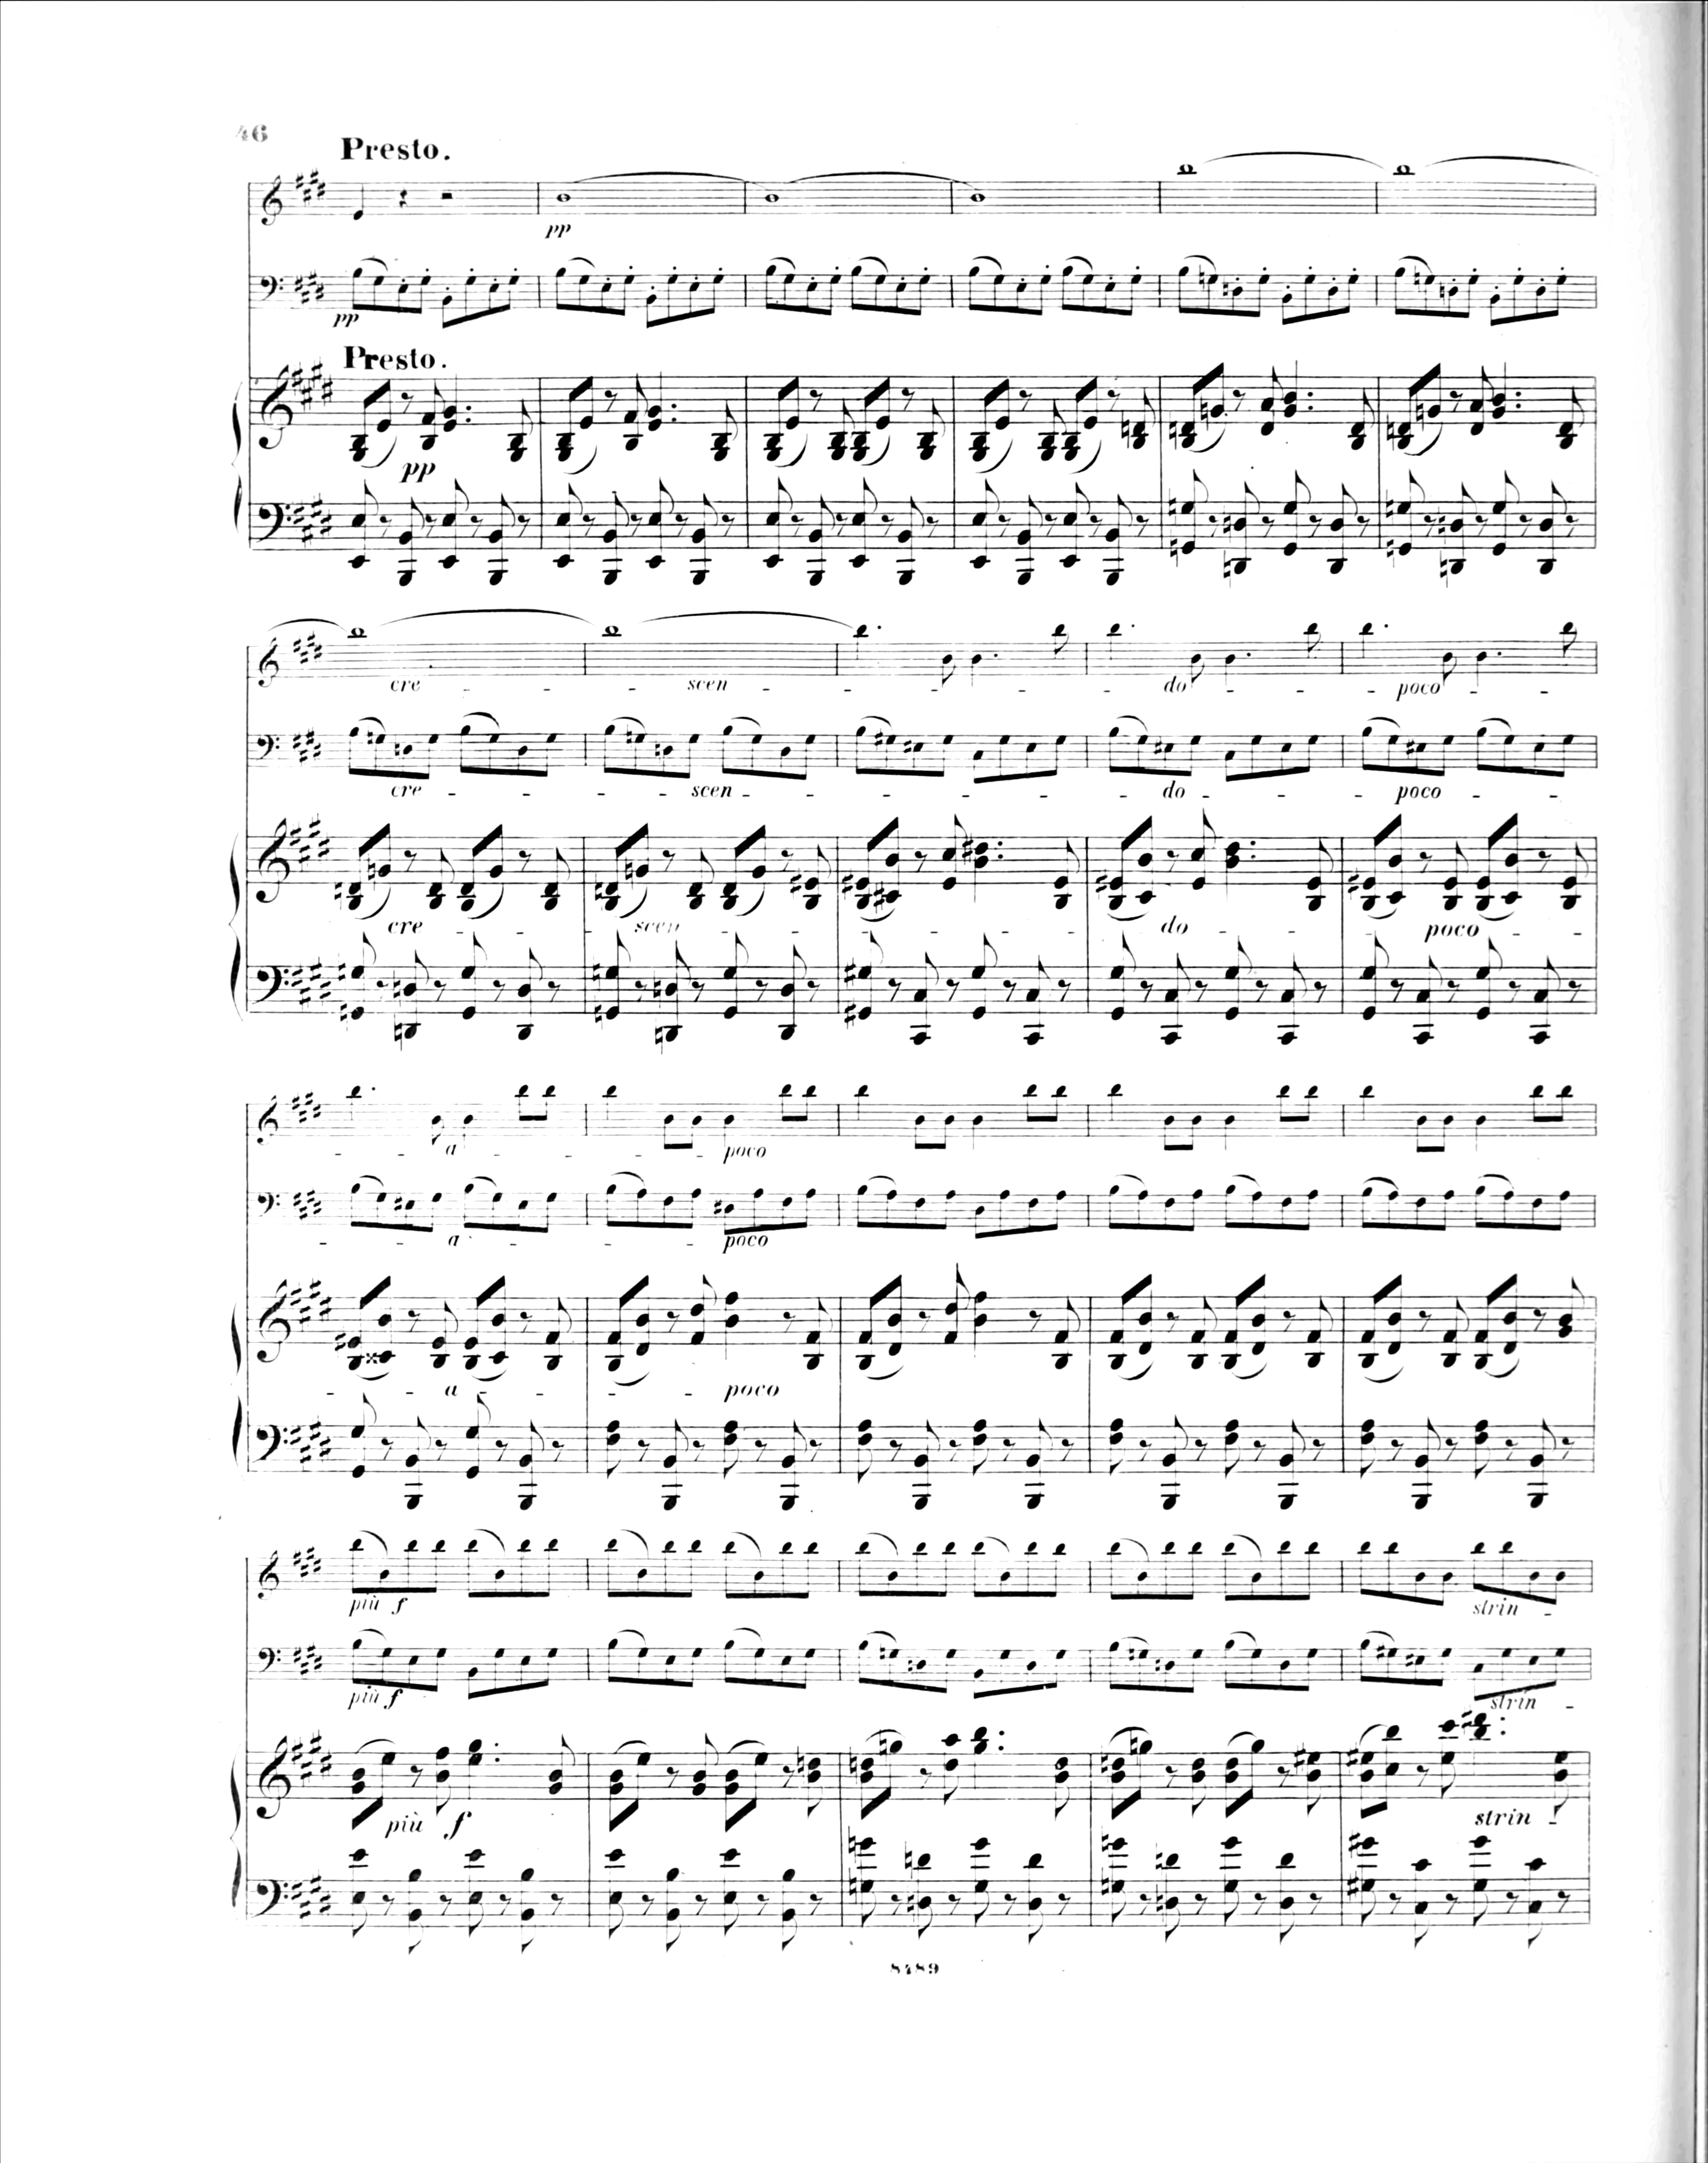 46
Presto.
pp
pp
Presto.
pp
cre - - scen - - - - do - - - poco - -
cre - - - scen - - - - - do - - - poco - -
cre - - - scen - - - - - do - - - poco - -
- - a - - - - poco
- - a - - - poco
- - a - - - poco
più f strin -
più f strin -
più f strin -
8489